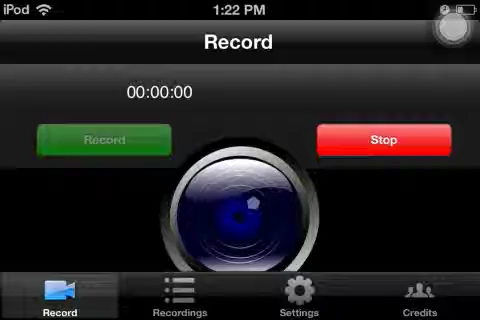 iPod 1:22 PM
Record
00:00:00
Record Stop
Record Recordings Settings Credits